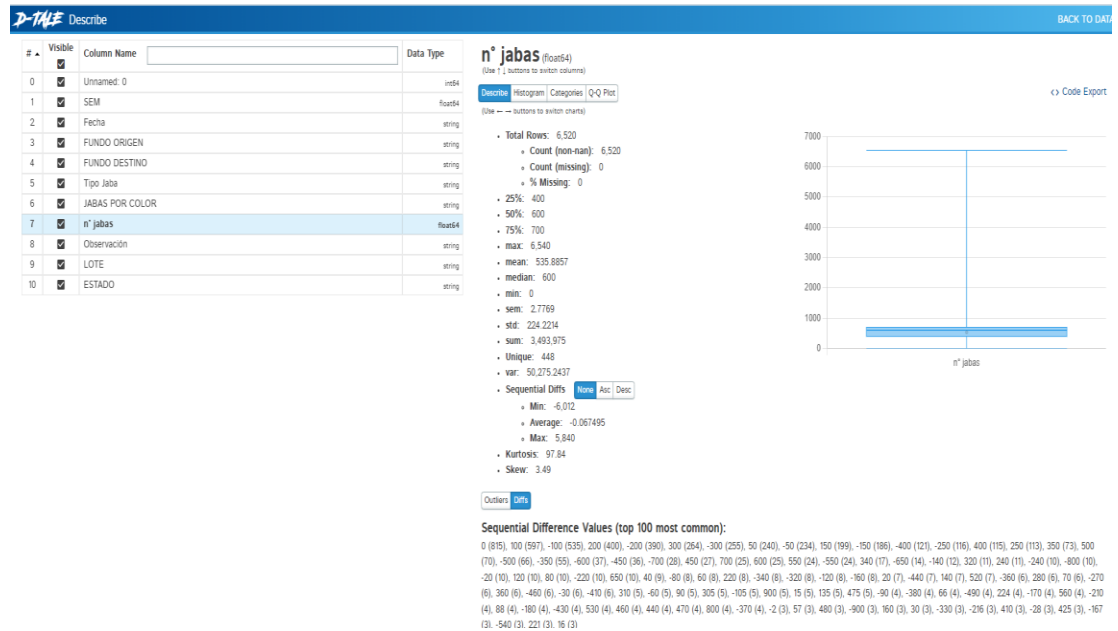 D-TALE Describe
BACK TO DATA
# Visible Column Name Data Type
0 Unnamed: 0 int64
1 SEM float64
2 Fecha string
3 FUNDO ORIGEN string
4 FUNDO DESTINO string
5 Tipo Jaba string
6 JABAS POR COLOR string
7 n° jabas float64
8 Observación string
9 LOTE string
10 ESTADO string
n° jabas (float64)
(Use ↑ ↓ buttons to switch columns)
Describe Histogram Categories Q-Q Plot
<> Code Export
(Use ← → buttons to switch charts)
• Total Rows: 6,520
∘ Count (non-nan): 6,520
∘ Count (missing): 0
∘ % Missing: 0
• 25%: 400
• 50%: 600
• 75%: 700
• max: 6,540
• mean: 535.8857
• median: 600
• min: 0
• sem: 2.7769
• std: 224.2214
• sum: 3,493,975
• Unique: 448
• var: 50,275.2437
• Sequential Diffs None Asc Desc
∘ Min: -6,012
∘ Average: -0.067495
∘ Max: 5,840
• Kurtosis: 97.84
• Skew: 3.49
7000
6000
5000
4000
3000
2000
1000
0
n° jabas
Outliers Diffs
Sequential Difference Values (top 100 most common):
0 (815), 100 (597), -100 (535), 200 (400), -200 (390), 300 (264), -300 (255), 50 (240), -50 (234), 150 (199), -150 (186), -400 (121), -250 (116), 400 (115), 250 (113), 350 (73), 500
(70), -500 (66), -350 (55), -600 (37), -450 (36), -700 (28), 450 (27), 700 (25), 600 (25), 550 (24), -550 (24), 340 (17), -650 (14), -140 (12), 320 (11), 240 (11), -240 (10), -800 (10),
-20 (10), 120 (10), 80 (10), -220 (10), 650 (10), 40 (9), -80 (8), 60 (8), 220 (8), -340 (8), -320 (8), -120 (8), -160 (8), 20 (7), -440 (7), 140 (7), 520 (7), -360 (6), 280 (6), 70 (6), -270
(6), 360 (6), -460 (6), -30 (6), -410 (6), 310 (5), -60 (5), 90 (5), 305 (5), -105 (5), 900 (5), 15 (5), 135 (5), 475 (5), -90 (4), -380 (4), 66 (4), -490 (4), 224 (4), -170 (4), 560 (4), -210
(4), 88 (4), -180 (4), -430 (4), 530 (4), 460 (4), 440 (4), 470 (4), 800 (4), -370 (4), -2 (3), 57 (3), 480 (3), -900 (3), 160 (3), 30 (3), -330 (3), -216 (3), 410 (3), -28 (3), 425 (3), -167
(3), -540 (3), 221 (3), 16 (3)